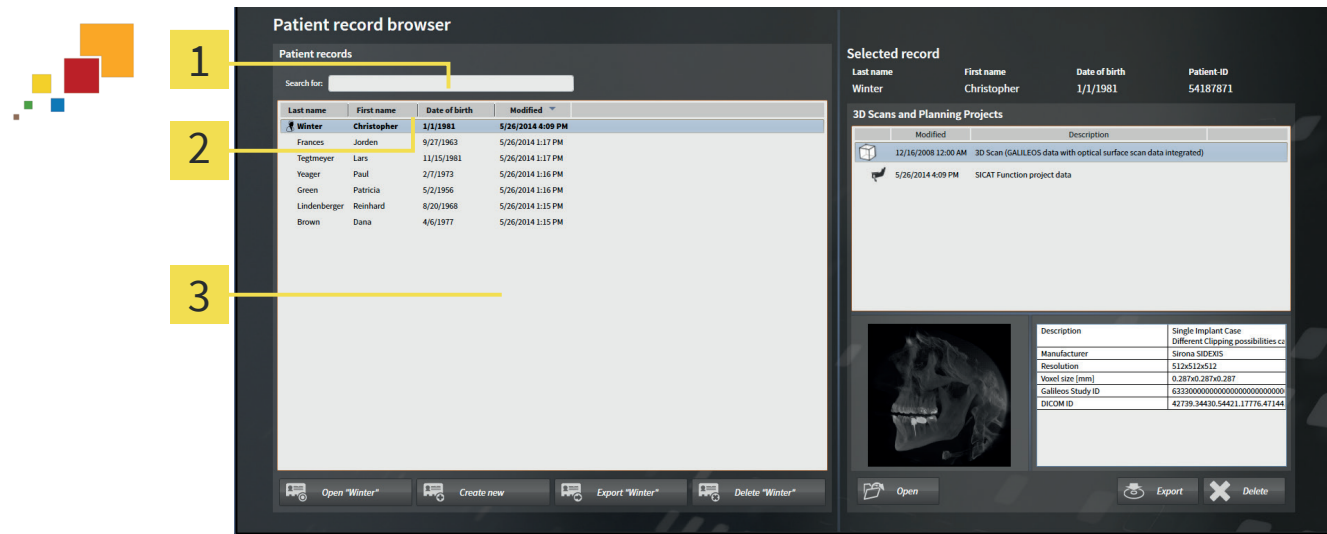 Patient record browser
1
Patient records
Search for:
2
Last name First name Date of birth Modified
Winter Christopher 1/1/1981 5/26/2014 4:09 PM
Frances Jorden 9/27/1963 5/26/2014 1:17 PM
Tegtmeyer Lars 11/15/1981 5/26/2014 1:17 PM
Yeager Paul 2/7/1973 5/26/2014 1:16 PM
Green Patricia 5/2/1956 5/26/2014 1:16 PM
Lindenberger Reinhard 8/20/1968 5/26/2014 1:15 PM
Brown Dana 4/6/1977 5/26/2014 1:15 PM
3
Open "Winter" Create new Export "Winter" Delete "Winter"
Selected record
Last name First name Date of birth Patient-ID
Winter Christopher 1/1/1981 54187871
3D Scans and Planning Projects
Modified Description
12/16/2008 12:00 AM 3D Scan (GALILEOS data with optical surface scan data integrated)
5/26/2014 4:09 PM SICAT Function project data
Description Single Implant Case
Different Clipping possibilities ca
Manufacturer Sirona SIDEXIS
Resolution 512x512x512
Voxel size [mm] 0.287x0.287x0.287
Galileos Study ID
DICOM ID 42739.34430.54421.17776.47144
Open Export Delete